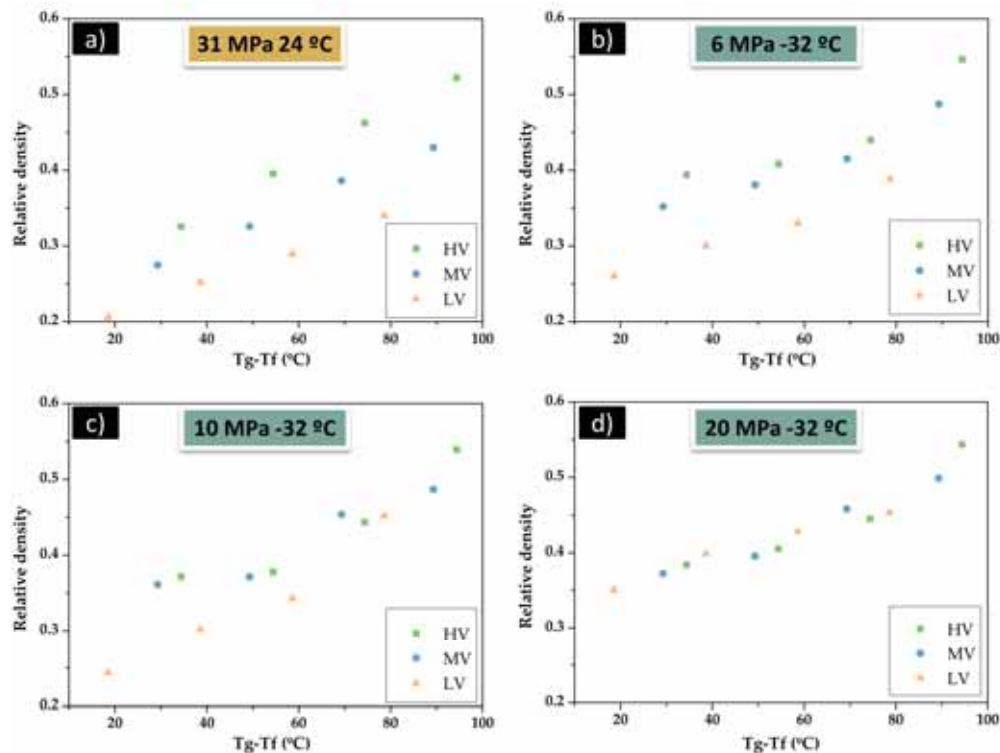 a)
31 MPa 24 ºC
Relative density
0.6
0.5
0.4
0.3
0.2
20 40 60 80 100
Tg-Tf (ºC)
HV
MV
LV
b)
6 MPa -32 ºC
Relative density
0.6
0.5
0.4
0.3
0.2
20 40 60 80 100
Tg-Tf (ºC)
HV
MV
LV
c)
10 MPa -32 ºC
Relative density
0.6
0.5
0.4
0.3
0.2
20 40 60 80 100
Tg-Tf (ºC)
HV
MV
LV
d)
20 MPa -32 ºC
Relative density
0.6
0.5
0.4
0.3
0.2
20 40 60 80 100
Tg-Tf (ºC)
HV
MV
LV